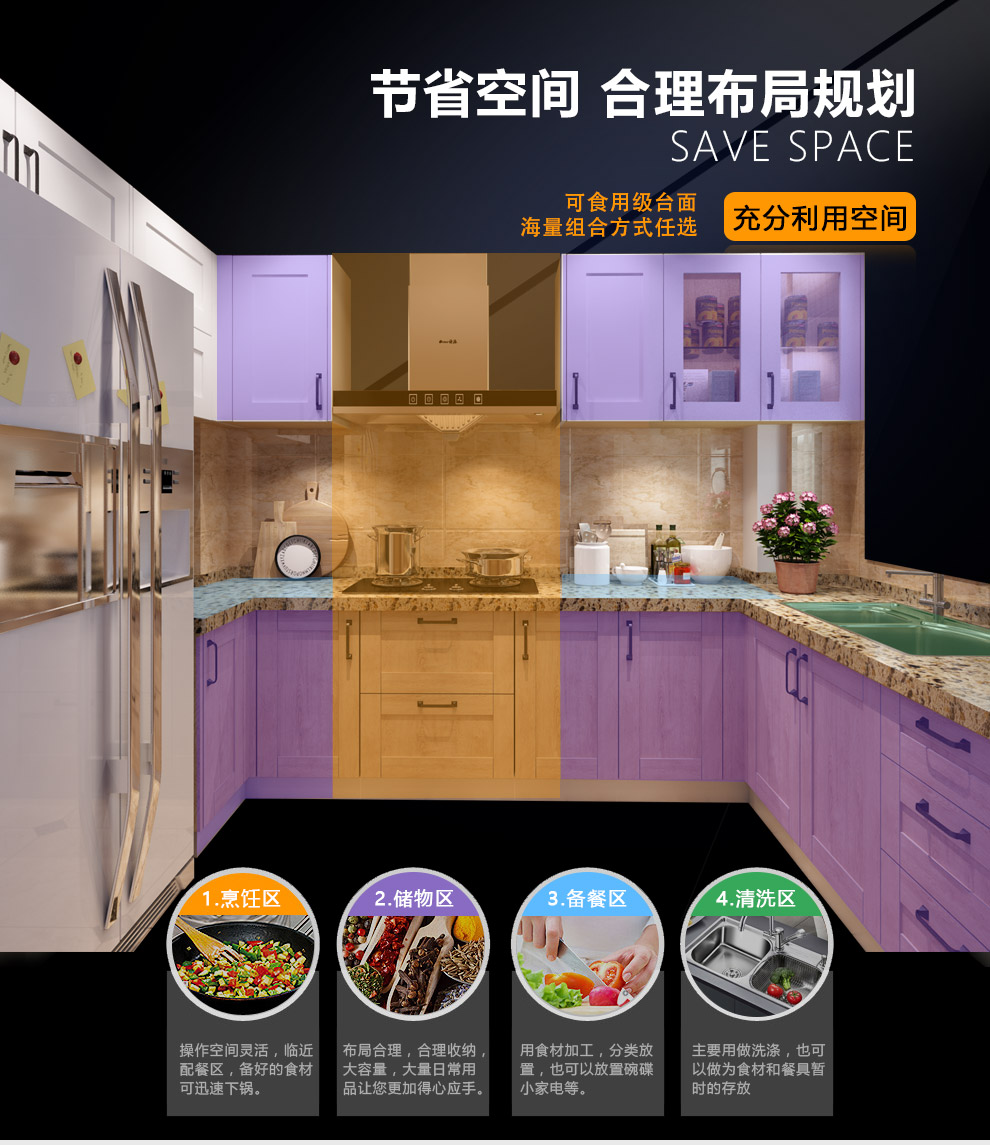 节省空间 合理布局规划
SAVE SPACE
可食用级台面
海量组合方式任选
充分利用空间
1.烹饪区
2.储物区
3.备餐区
4.清洗区
操作空间灵活，临近
配餐区，备好的食材
可迅速下锅。
布局合理，合理收纳，
大容量，大量日常用
品让您更加得心应手。
用食材加工，分类放
置，也可以放置碗碟
小家电等。
主要用做洗涤，也可
以做为食材和餐具暂
时的存放